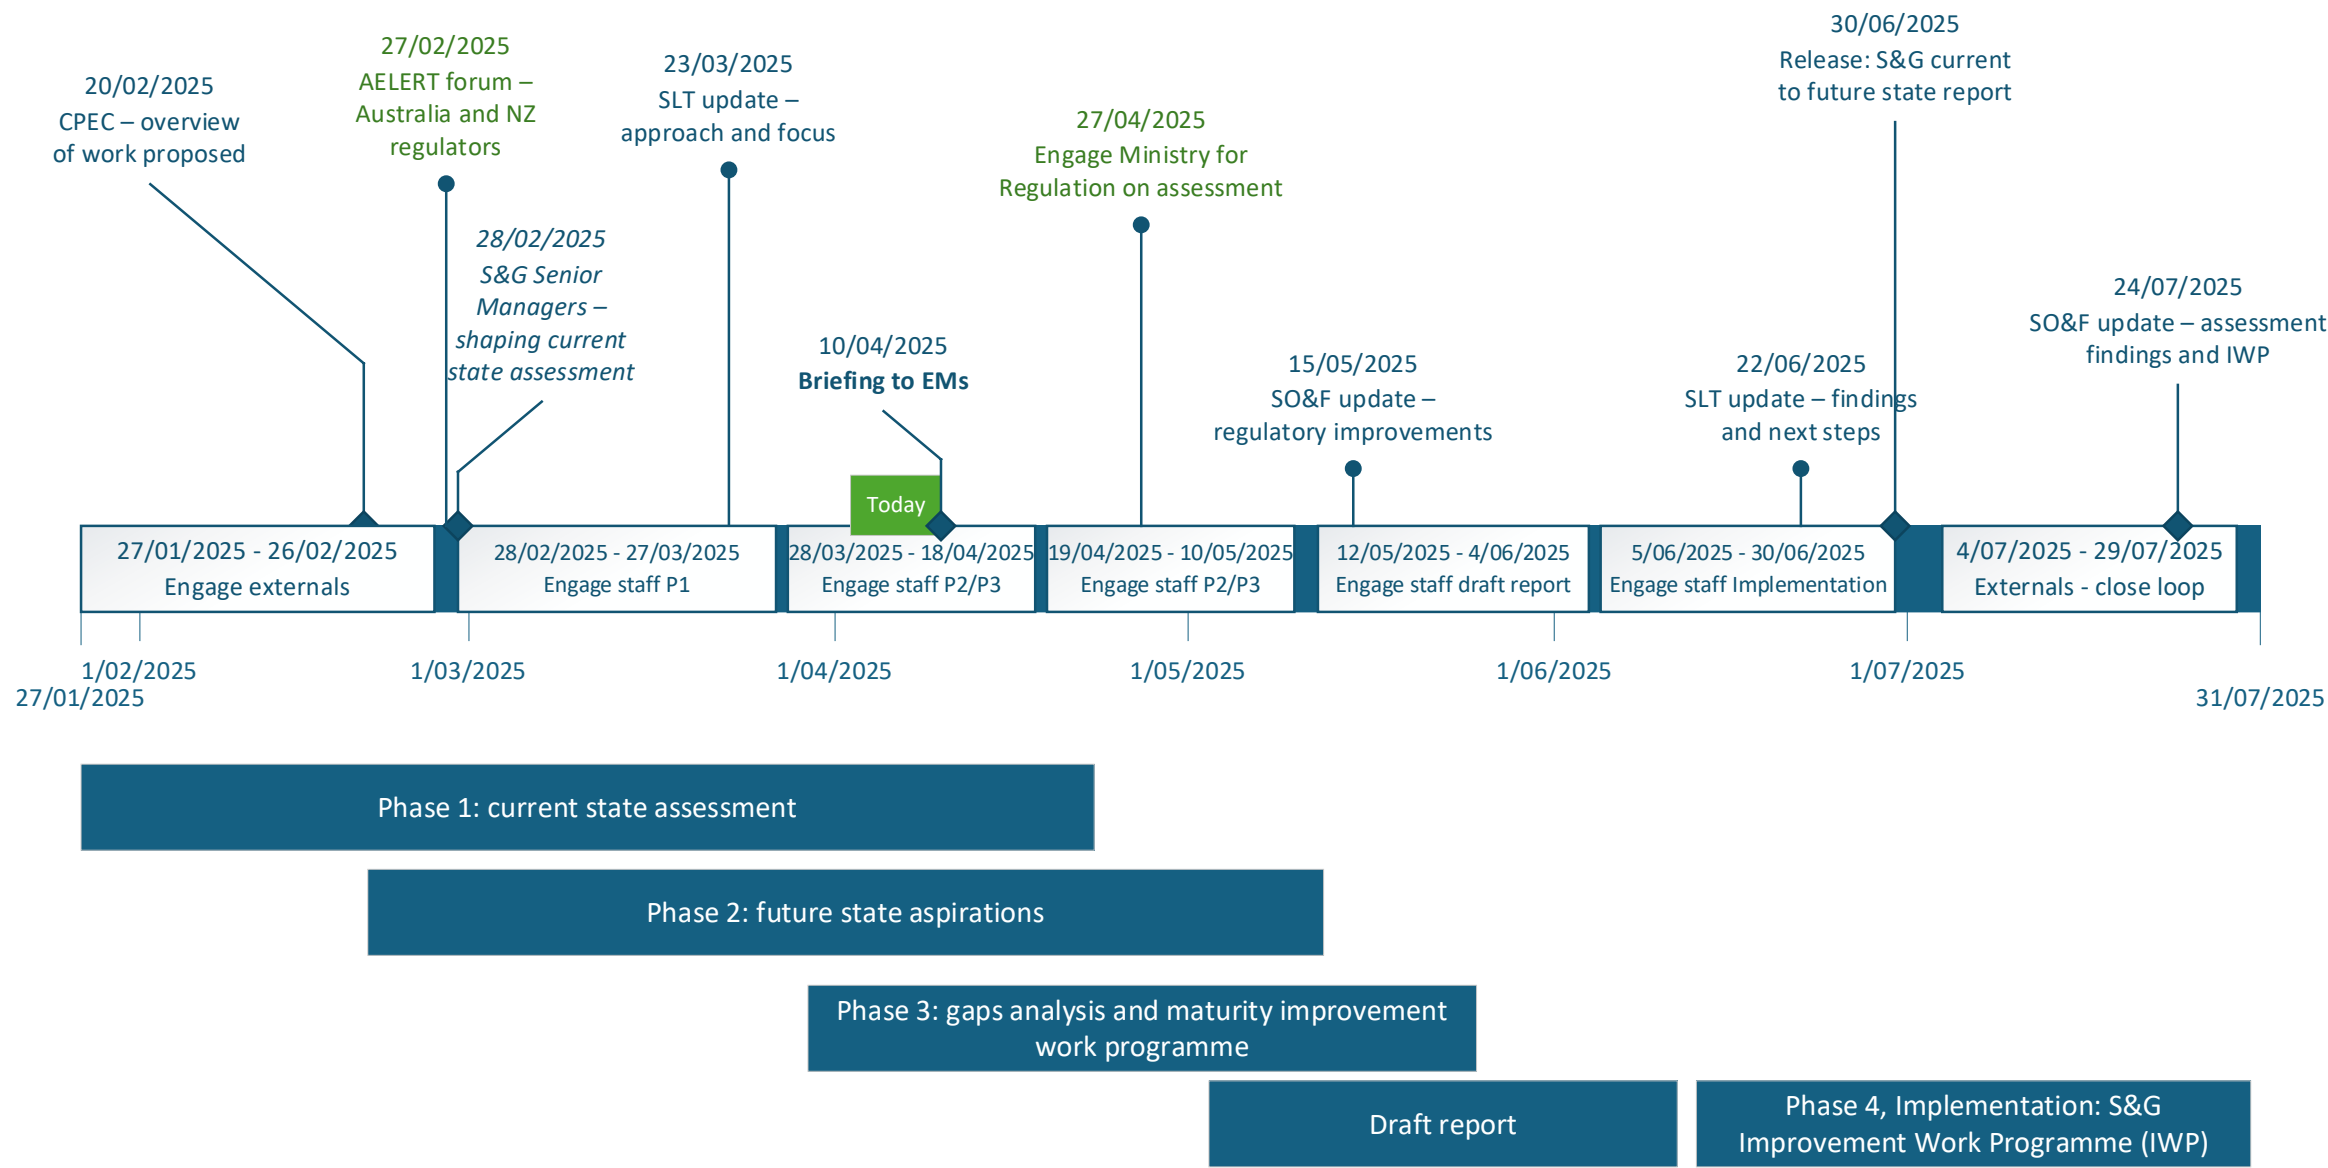 20/02/2025
CPEC – overview
of work proposed
27/02/2025
AELERT forum –
Australia and NZ
regulators
28/02/2025
S&G Senior
Managers –
shaping current
state assessment
23/03/2025
SLT update –
approach and focus
10/04/2025
Briefing to EMs
27/04/2025
Engage Ministry for
Regulation on assessment
15/05/2025
SO&F update –
regulatory improvements
22/06/2025
SLT update – findings
and next steps
30/06/2025
Release: S&G current
to future state report
24/07/2025
SO&F update – assessment
findings and IWP
Today
27/01/2025 - 26/02/2025
Engage externals
28/02/2025 - 27/03/2025
Engage staff P1
28/03/2025 - 18/04/2025
Engage staff P2/P3
19/04/2025 - 10/05/2025
Engage staff P2/P3
12/05/2025 - 4/06/2025
Engage staff draft report
5/06/2025 - 30/06/2025
Engage staff Implementation
4/07/2025 - 29/07/2025
Externals - close loop
1/02/2025
1/03/2025
1/04/2025
1/05/2025
1/06/2025
1/07/2025
27/01/2025
31/07/2025
Phase 1: current state assessment
Phase 2: future state aspirations
Phase 3: gaps analysis and maturity improvement
work programme
Draft report
Phase 4, Implementation: S&G
Improvement Work Programme (IWP)